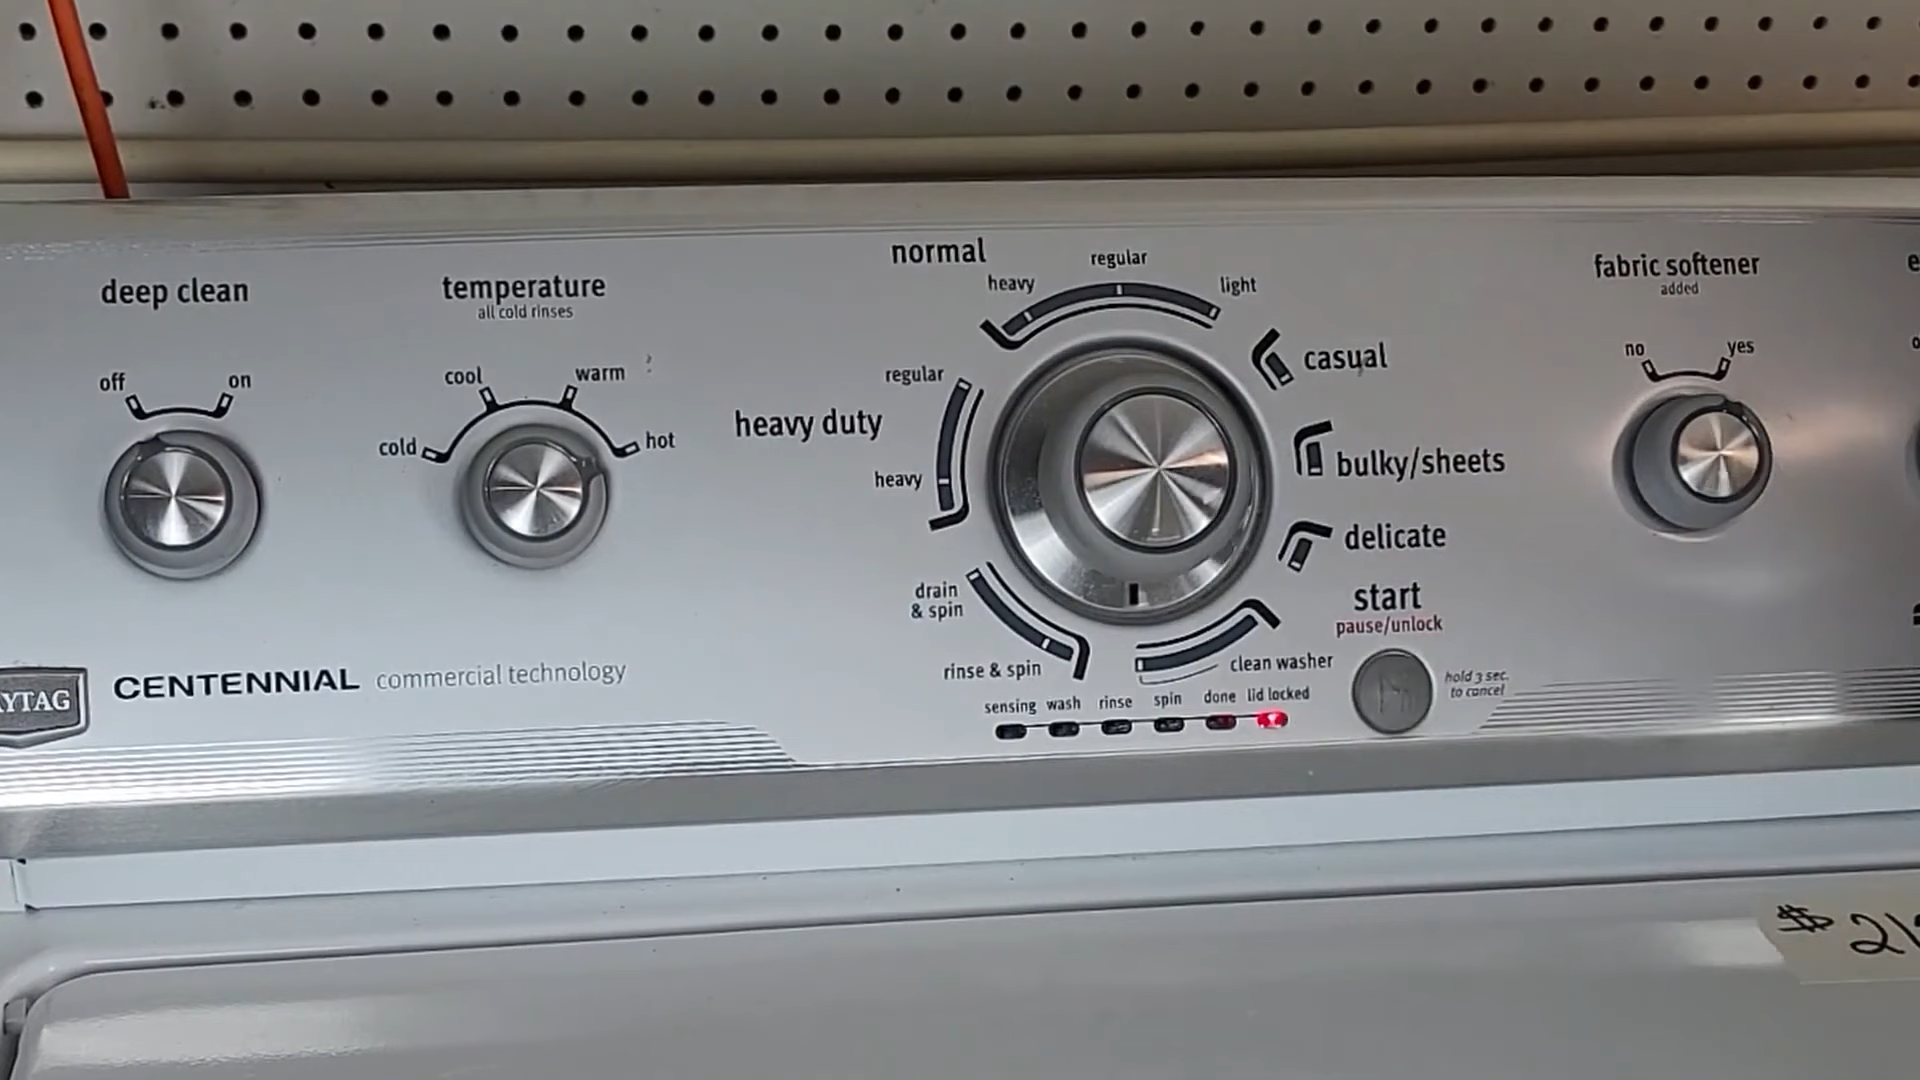 deep clean
off
on
temperature
all cold rinses
cold
cool
warm
hot
normal
heavy
regular
light
heavy duty
regular
heavy
casual
bulky/sheets
delicate
drain
& spin
rinse & spin
clean washer
start
pause/unlock
hold 3 sec.
to cancel
sensing wash rinse spin done lid locked
fabric softener
added
no
yes
YTAG
CENTENNIAL commercial technology